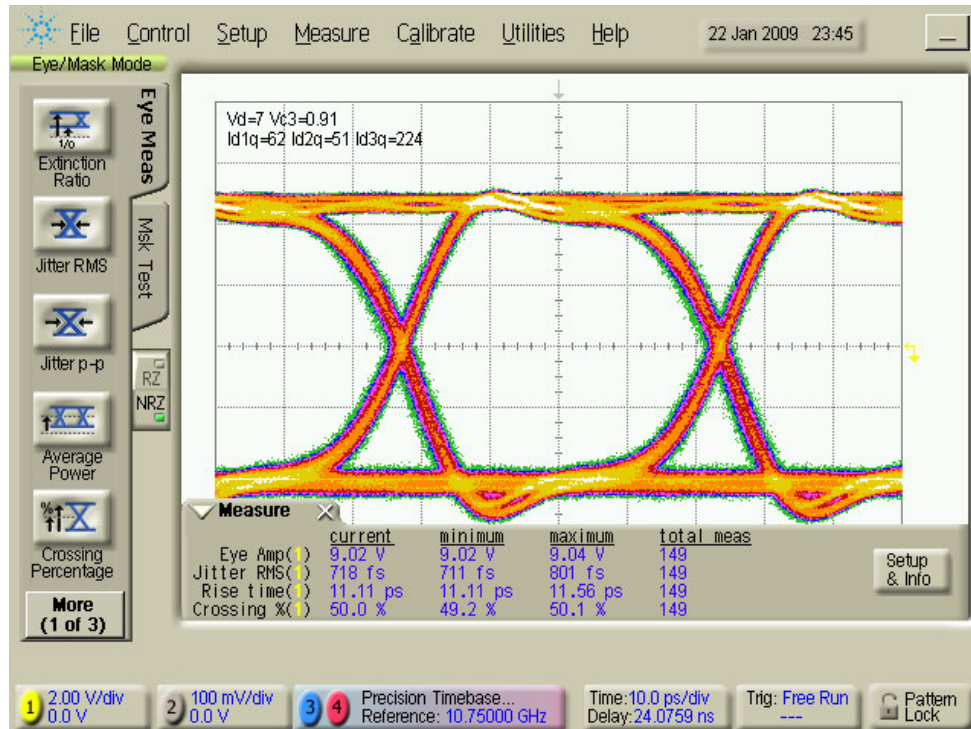 File Control Setup Measure Calibrate Utilities Help 22 Jan 2009 23:45
Eye/Mask Mode
Eye Meas
Msk Test
1/0
Extinction
Ratio
Jitter RMS
Jitter p-p
RZ
NRZ
Average
Power
%
Crossing
Percentage
More
(1 of 3)
Vd=7 Vc3=0.91
Id1q=62 Id2q=51 Id3q=224
Measure
current minimum maximum total meas
Eye Amp(1) 9.02 V 9.02 V 9.04 V 149
Jitter RMS(1) 718 fs 711 fs 801 fs 149
Rise time(1) 11.11 ps 11.11 ps 11.56 ps 149
Crossing %(1) 50.0 % 49.2 % 50.1 % 149
Setup
& Info
1 2.00 V/div
0.0 V
2 100 mV/div
0.0 V
3 4 Precision Timebase...
Reference: 10.75000 GHz
Time:10.0 ps/div
Delay:24.0759 ns
Trig: Free Run
---
Pattern
Lock